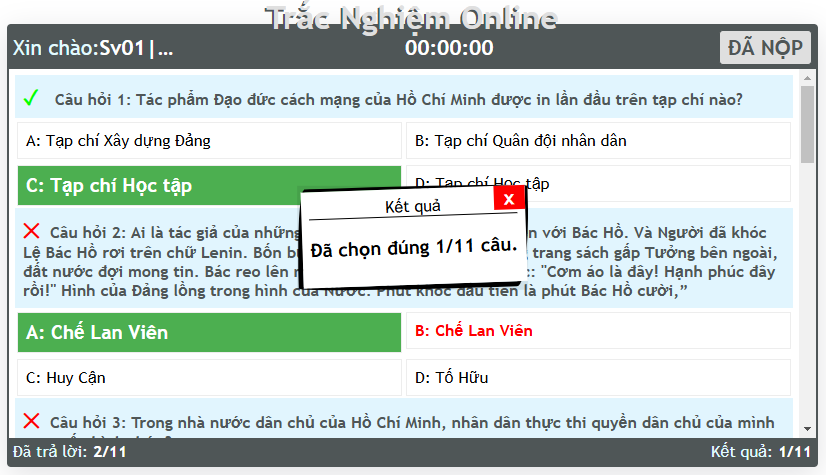 Trắc Nghiệm Online
Xin chào:Sv01|...
00:00:00
ĐÃ NỘP
Câu hỏi 1: Tác phẩm Đạo đức cách mạng của Hồ Chí Minh được in lần đầu trên tạp chí nào?
A: Tạp chí Xây dựng Đảng
B: Tạp chí Quân đội nhân dân
C: Tạp chí Học tập
D: Tạp chí Học tập
Kết quả
x
Đã chọn đúng 1/11 câu.
Câu hỏi 2: Ai là tác giả của những n với Bác Hồ. Và Người đã khóc
Lệ Bác Hồ rơi trên chữ Lenin. Bốn bứ trang sách gấp Tưởng bên ngoài,
đất nước đợi mong tin. Bác reo lên : "Cơm áo là đây! Hạnh phúc đây
rồi!" Hình của Đảng lồng trong hình của Nước. Phút khóc đầu tiên là phút Bác Hồ cười,”
A: Chế Lan Viên
B: Chế Lan Viên
C: Huy Cận
D: Tố Hữu
Câu hỏi 3: Trong nhà nước dân chủ của Hồ Chí Minh, nhân dân thực thi quyền dân chủ của mình
Đã trả lời: 2/11
Kết quả: 1/11